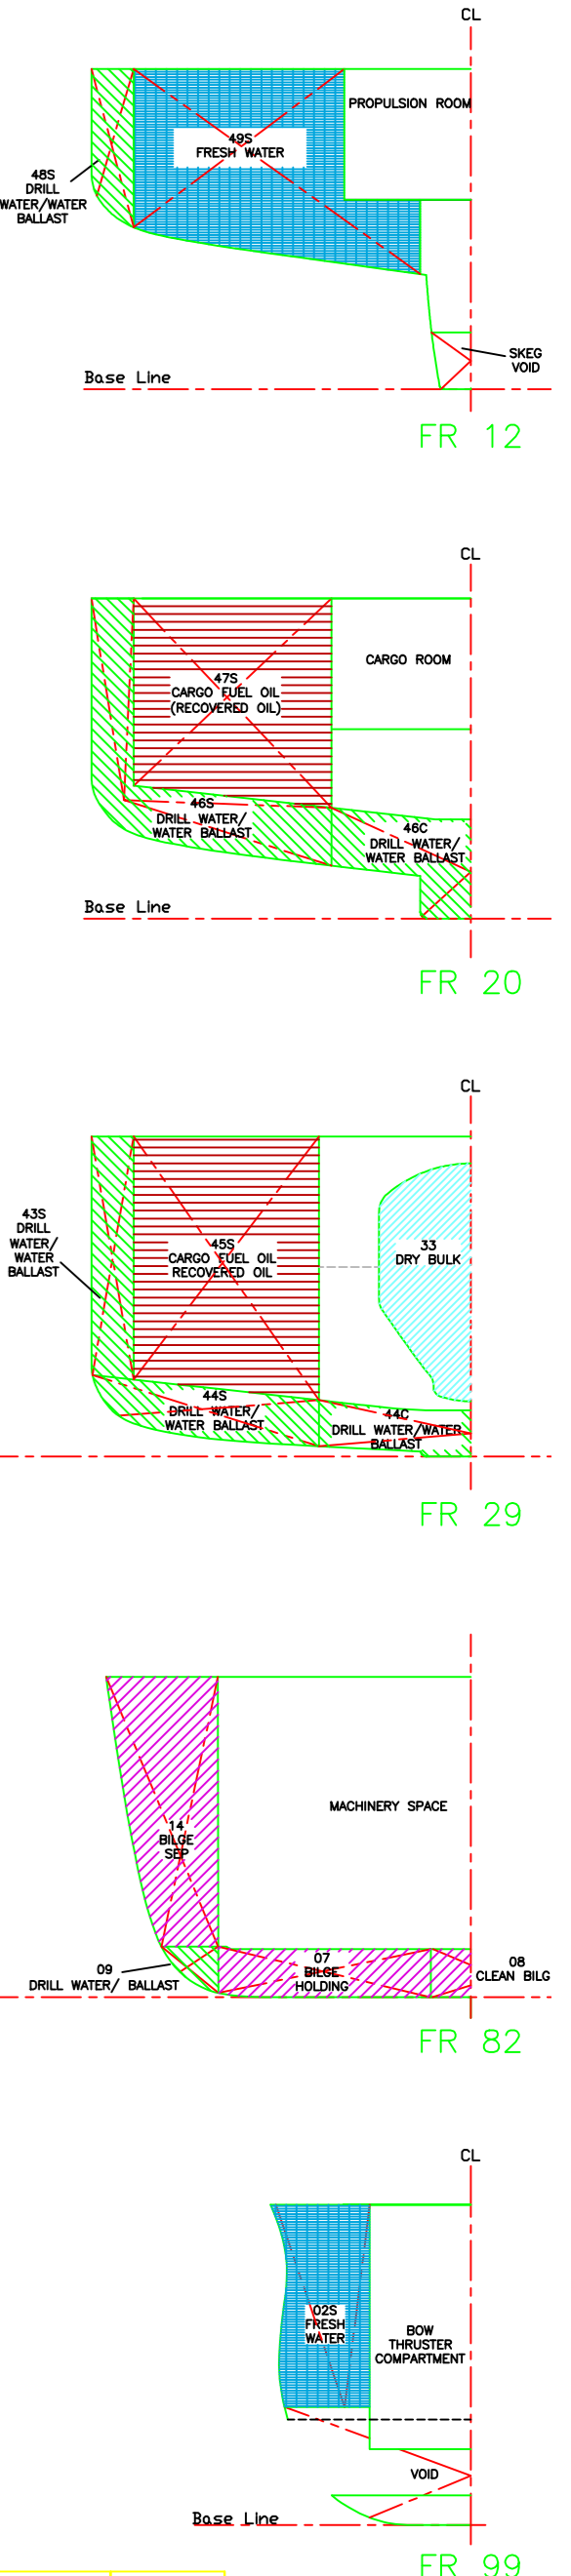 CL
PROPULSION ROOM
49S
FRESH WATER
48S
DRILL
WATER/WATER
BALLAST
SKEG
VOID
Base Line
FR 12
CL
CARGO ROOM
47S
CARGO FUEL OIL
(RECOVERED OIL)
46S
DRILL WATER/
WATER BALLAST
46C
DRILL WATER/
WATER BALLAST
Base Line
FR 20
CL
43S
DRILL
WATER/
WATER
BALLAST
45S
CARGO FUEL OIL
RECOVERED OIL
33
DRY BULK
44S
DRILL WATER/
WATER BALLAST
44C
DRILL WATER/WATER
BALLAST
FR 29
MACHINERY SPACE
14
BILGE
SEP
09
DRILL WATER/ BALLAST
07
BILGE
HOLDING
08
CLEAN BILG
FR 82
CL
02S
FRESH
WATER
BOW
THRUSTER
COMPARTMENT
VOID
Base Line
FR 99